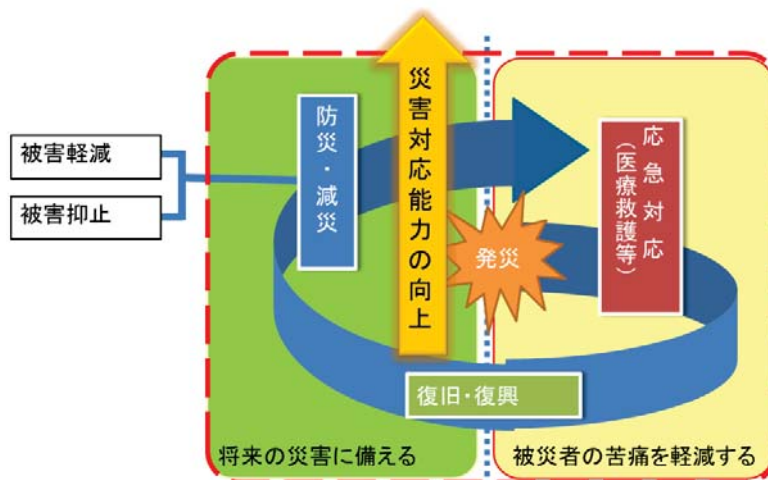 被害軽減
被害抑止
防災・減災
災害対応能力の向上
発災
応急対応
(医療救護等)
復旧・復興
将来の災害に備える
被災者の苦痛を軽減する